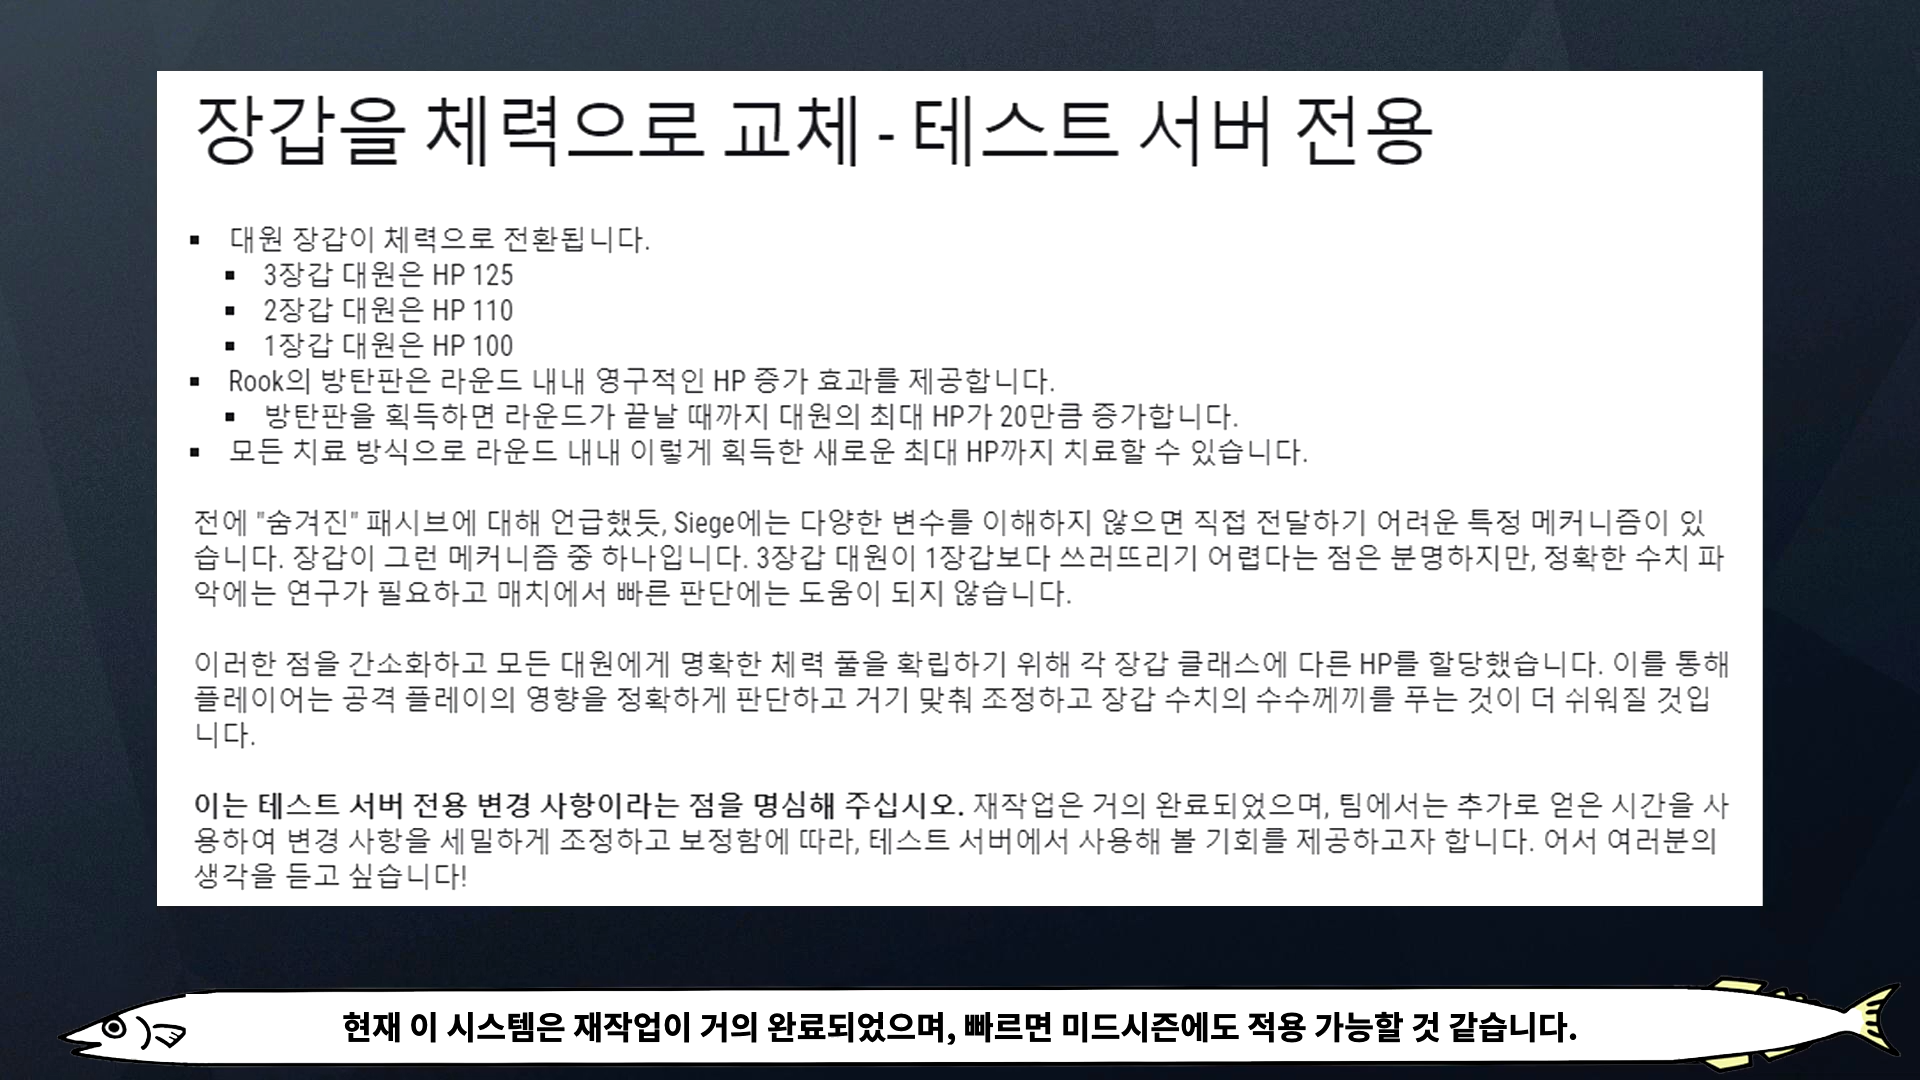 장갑을 체력으로 교체 - 테스트 서버 전용
▪ 대원 장갑이 체력으로 전환됩니다.
▪ 3장갑 대원은 HP 125
▪ 2장갑 대원은 HP 110
▪ 1장갑 대원은 HP 100
▪ Rook의 방탄판은 라운드 내내 영구적인 HP 증가 효과를 제공합니다.
▪ 방탄판을 획득하면 라운드가 끝날 때까지 대원의 최대 HP가 20만큼 증가합니다.
▪ 모든 치료 방식으로 라운드 내내 이렇게 획득한 새로운 최대 HP까지 치료할 수 있습니다.
전에 "숨겨진" 패시브에 대해 언급했듯, Siege에는 다양한 변수를 이해하지 않으면 직접 전달하기 어려운 특정 메커니즘이 있
습니다. 장갑이 그런 메커니즘 중 하나입니다. 3장갑 대원이 1장갑보다 쓰러뜨리기 어렵다는 점은 분명하지만, 정확한 수치 파
악에는 연구가 필요하고 매치에서 빠른 판단에는 도움이 되지 않습니다.
이러한 점을 간소화하고 모든 대원에게 명확한 체력 풀을 확립하기 위해 각 장갑 클래스에 다른 HP를 할당했습니다. 이를 통해
플레이어는 공격 플레이의 영향을 정확하게 판단하고 거기 맞춰 조정하고 장갑 수치의 수수께끼를 푸는 것이 더 쉬워질 것입
니다.
이는 테스트 서버 전용 변경 사항이라는 점을 명심해 주십시오. 재작업은 거의 완료되었으며, 팀에서는 추가로 얻은 시간을 사
용하여 변경 사항을 세밀하게 조정하고 보정함에 따라, 테스트 서버에서 사용해 볼 기회를 제공하고자 합니다. 어서 여러분의
생각을 듣고 싶습니다!
현재 이 시스템은 재작업이 거의 완료되었으며, 빠르면 미드시즌에도 적용 가능할 것 같습니다.